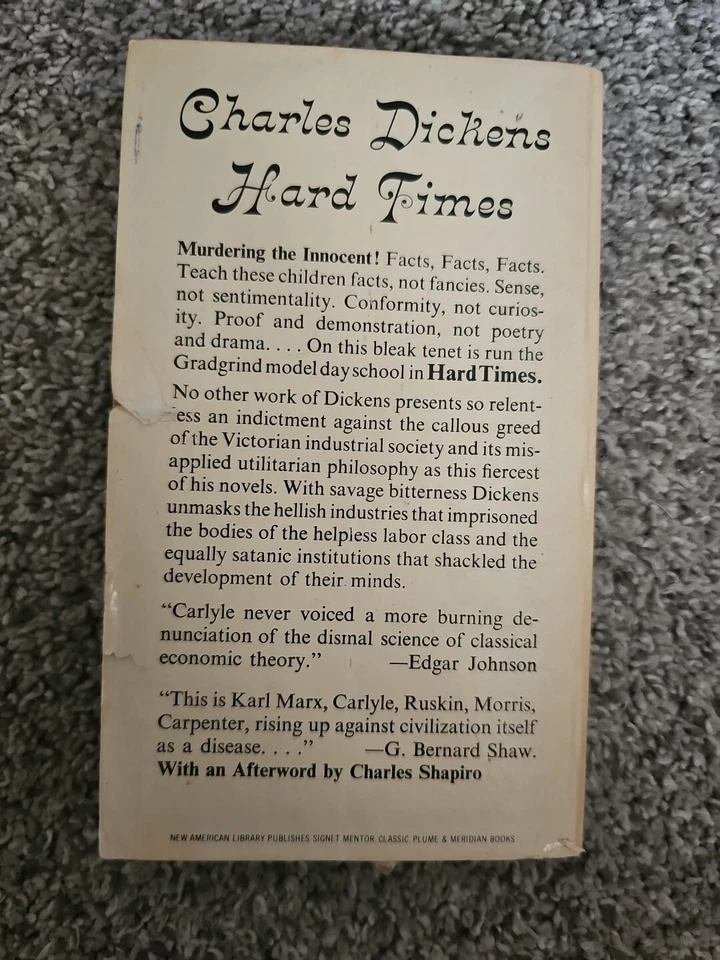 Charles Dickens
Hard Times
Murdering the Innocent! Facts, Facts, Facts.
Teach these children facts, not fancies. Sense,
not sentimentality. Conformity, not curios-
ity. Proof and demonstration, not poetry
and drama. . . . On this bleak tenet is run the
Gradgrind model day school in Hard Times.
No other work of Dickens presents so relent-
ess an indictment against the callous greed
of the Victorian industrial society and its mis-
applied utilitarian philosophy as this fiercest
of his novels. With savage bitterness Dickens
unmasks the hellish industries that imprisoned
the bodies of the helpless labor class and the
equally satanic institutions that shackled the
development of their minds.
“Carlyle never voiced a more burning de-
nunciation of the dismal science of classical
economic theory.” —Edgar Johnson
“This is Karl Marx, Carlyle, Ruskin, Morris,
Carpenter, rising up against civilization itself
as a disease. . . .” —G. Bernard Shaw.
With an Afterword by Charles Shapiro
NEW AMERICAN LIBRARY PUBLISHES SIGNET MENTOR CLASSIC, PLUME & MERIDIAN BOOKS